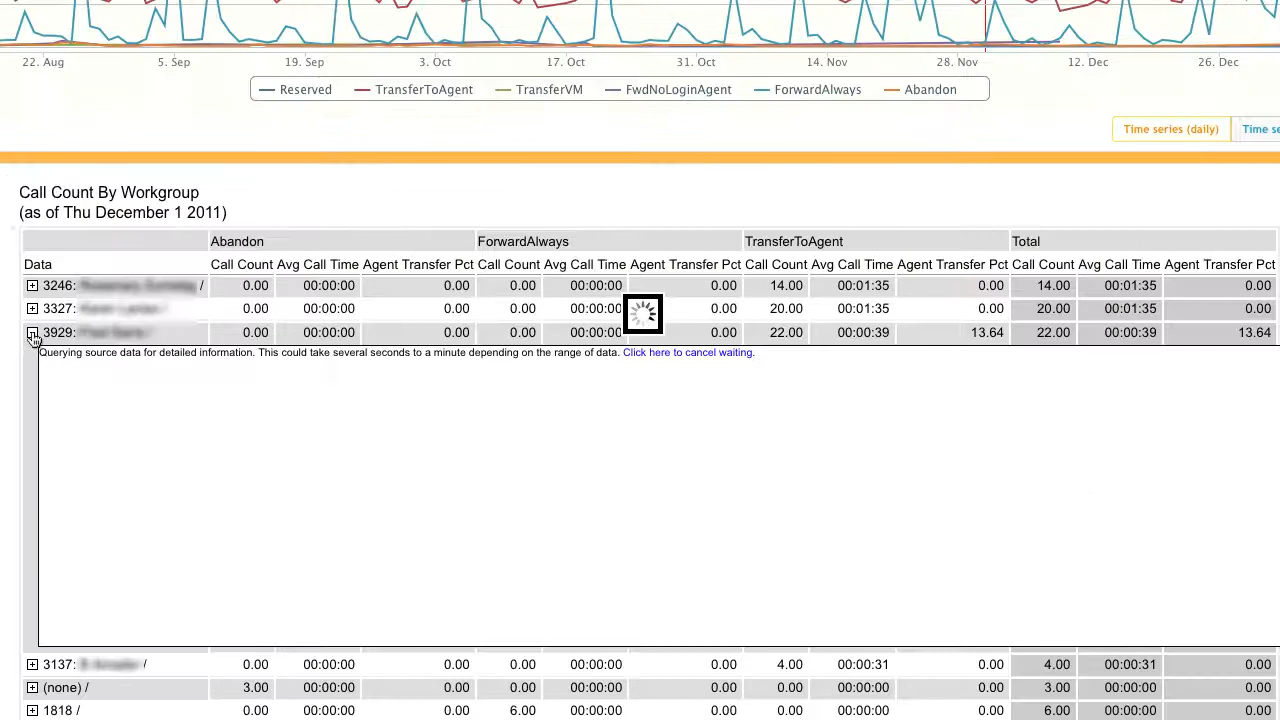 22. Aug 5. Sep 19. Sep 3. Oct 17. Oct 31. Oct 14. Nov 28. Nov 12. Dec 26. Dec
Reserved TransferToAgent TransferVM FwdNoLoginAgent ForwardAlways Abandon
Time series (daily) Time se
Call Count By Workgroup
(as of Thu December 1 2011)
Abandon ForwardAlways TransferToAgent Total
Data Call Count Avg Call Time Agent Transfer Pct Call Count Avg Call Time Agent Transfer Pct Call Count Avg Call Time Agent Transfer Pct Call Count Avg Call Time Agent Transfer Pct
3246: / 0.00 00:00:00 0.00 0.00 00:00:00 0.00 14.00 00:01:35 0.00 14.00 00:01:35 0.00
3327: 0.00 00:00:00 0.00 0.00 00:00:00 0.00 20.00 00:01:35 0.00 20.00 00:01:35 0.00
3929: / 0.00 00:00:00 0.00 0.00 00:00:00 0.00 22.00 00:00:39 13.64 22.00 00:00:39 13.64
Querying source data for detailed information. This could take several seconds to a minute depending on the range of data. Click here to cancel waiting.
3137: / 0.00 00:00:00 0.00 0.00 00:00:00 0.00 4.00 00:00:31 0.00 4.00 00:00:31 0.00
(none) / 3.00 00:00:00 0.00 0.00 00:00:00 0.00 0.00 00:00:00 0.00 3.00 00:00:00 0.00
1818 / 0.00 00:00:00 0.00 6.00 00:00:00 0.00 0.00 00:00:00 0.00 6.00 00:00:00 0.00